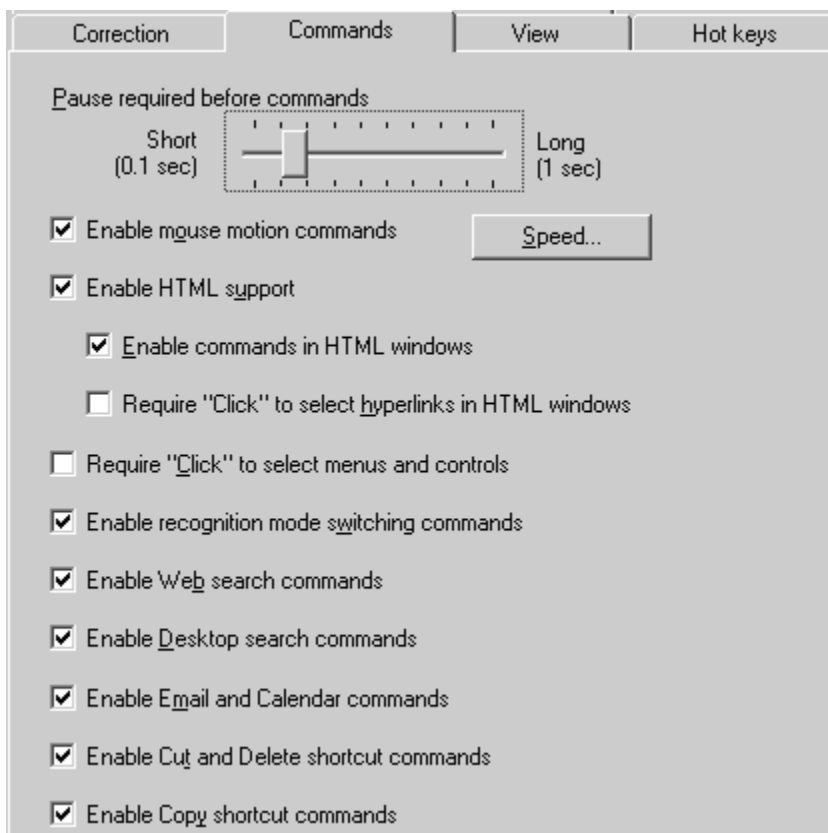 Correction Commands View Hot keys
Pause required before commands
Short Long
(0.1 sec) (1 sec)
Enable mouse motion commands Speed...
Enable HTML support
Enable commands in HTML windows
Require "Click" to select hyperlinks in HTML windows
Require "Click" to select menus and controls
Enable recognition mode switching commands
Enable Web search commands
Enable Desktop search commands
Enable Email and Calendar commands
Enable Cut and Delete shortcut commands
Enable Copy shortcut commands